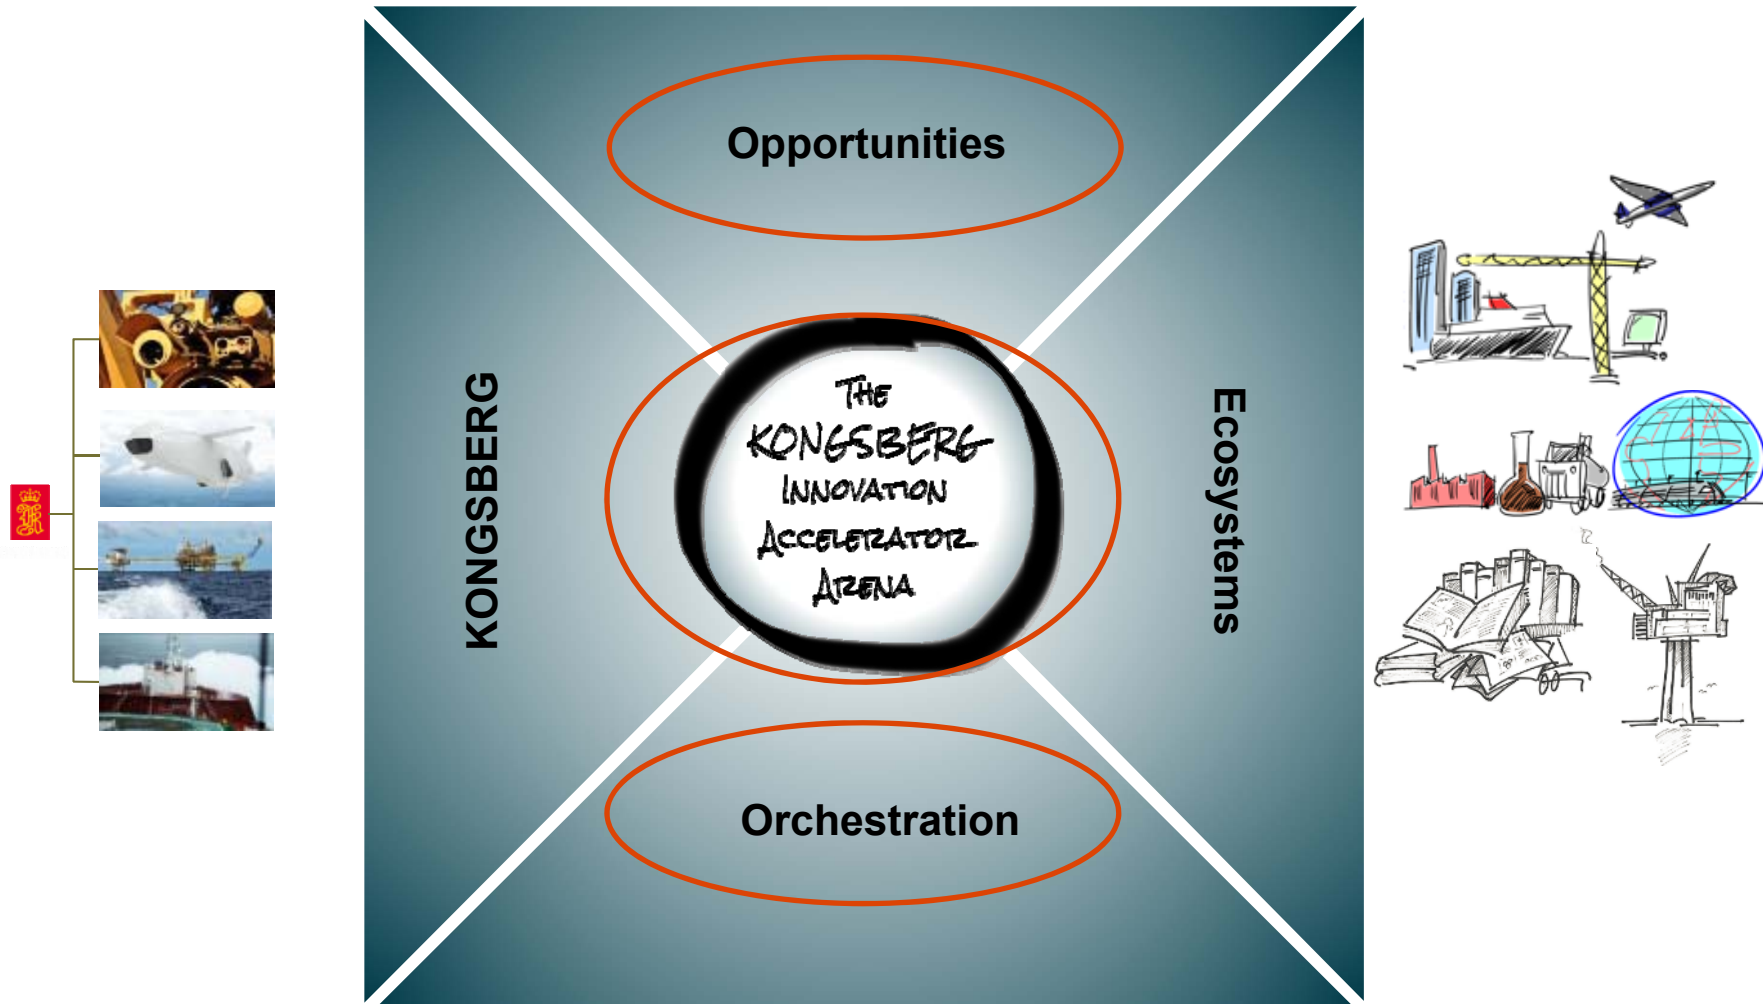 Opportunities
KONGSBERG
THE
KONGSBERG
INNOVATION
ACCELERATOR
ARENA
Ecosystems
Orchestration